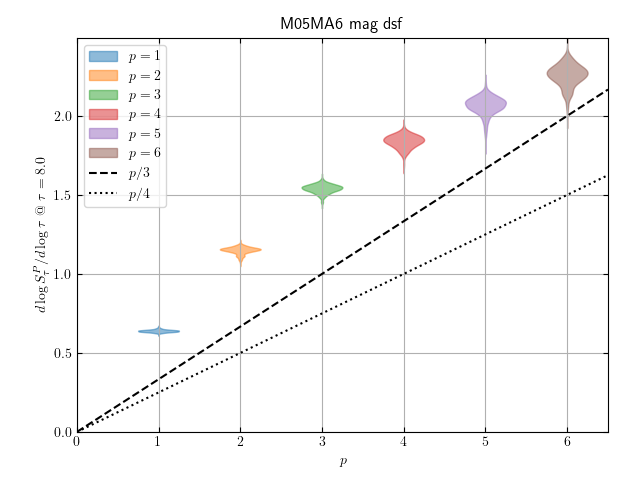 M05MA6 mag dsf
p = 1
p = 2
p = 3
p = 4
p = 5
p = 6
p/3
p/4
d log S_τ^P / d log τ @ τ = 8.0
2.0
1.5
1.0
0.5
0.0
0 1 2 3 4 5 6
p